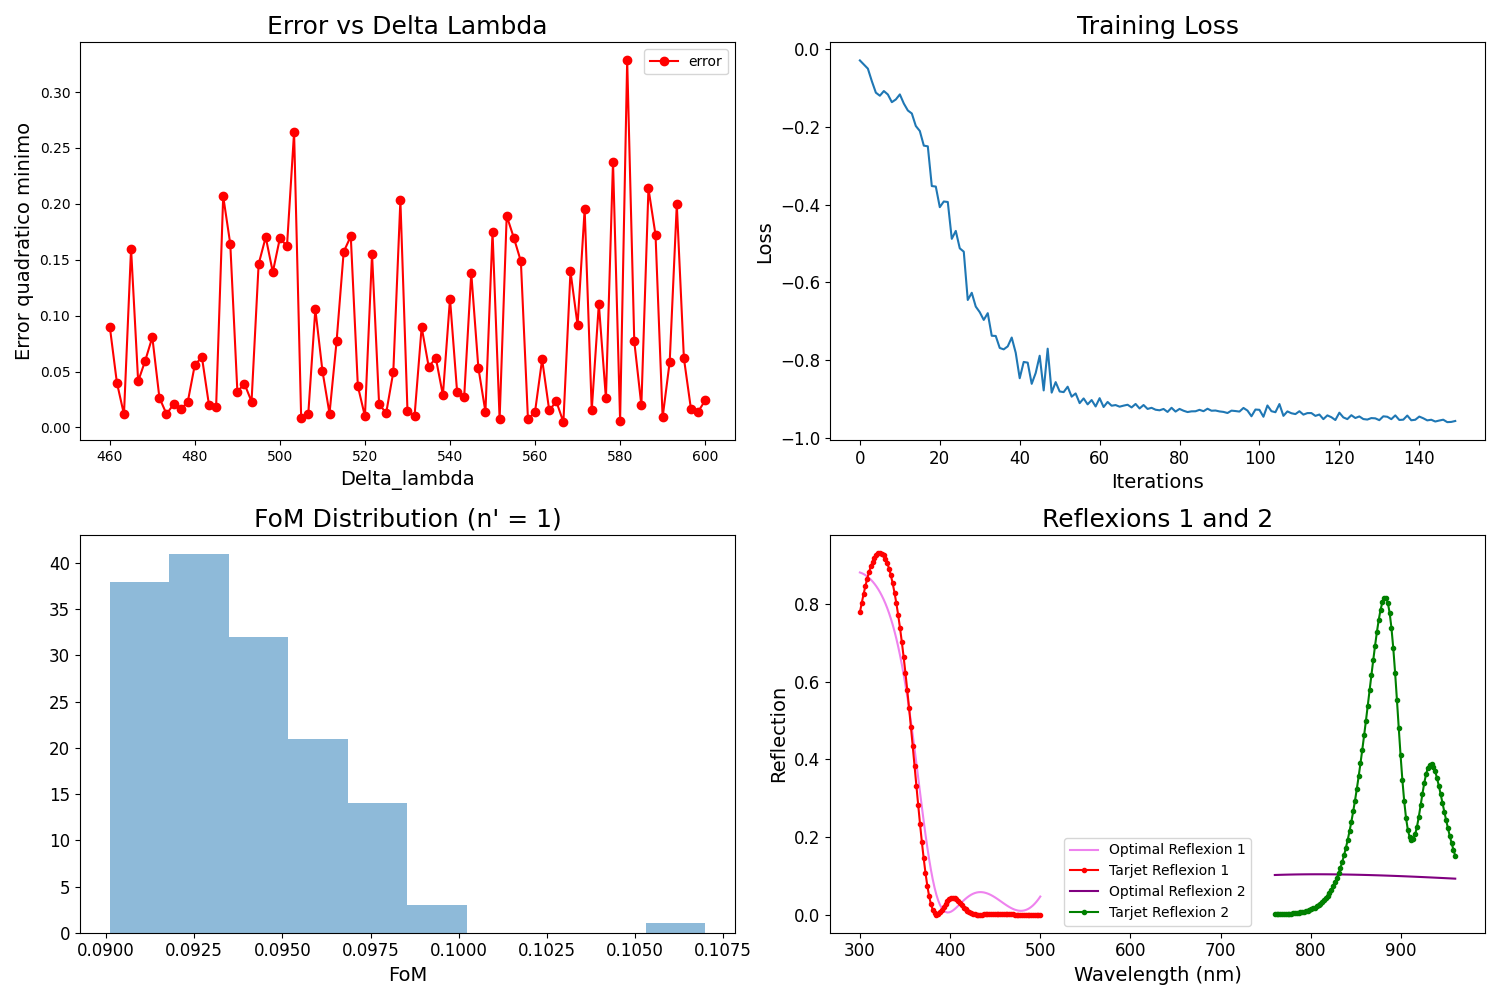 Error vs Delta Lambda
error
Error quadratico minimo
0.30
0.25
0.20
0.15
0.10
0.05
0.00
460 480 500 520 540 560 580 600
Delta_lambda
Training Loss
Loss
0.0
−0.2
−0.4
−0.6
−0.8
−1.0
0 20 40 60 80 100 120 140
Iterations
FoM Distribution (n' = 1)
40
35
30
25
20
15
10
5
0
0.0900 0.0925 0.0950 0.0975 0.1000 0.1025 0.1050 0.1075
FoM
Reflexions 1 and 2
Reflection
0.8
0.6
0.4
0.2
0.0
Optimal Reflexion 1
Tarjet Reflexion 1
Optimal Reflexion 2
Tarjet Reflexion 2
300 400 500 600 700 800 900
Wavelength (nm)